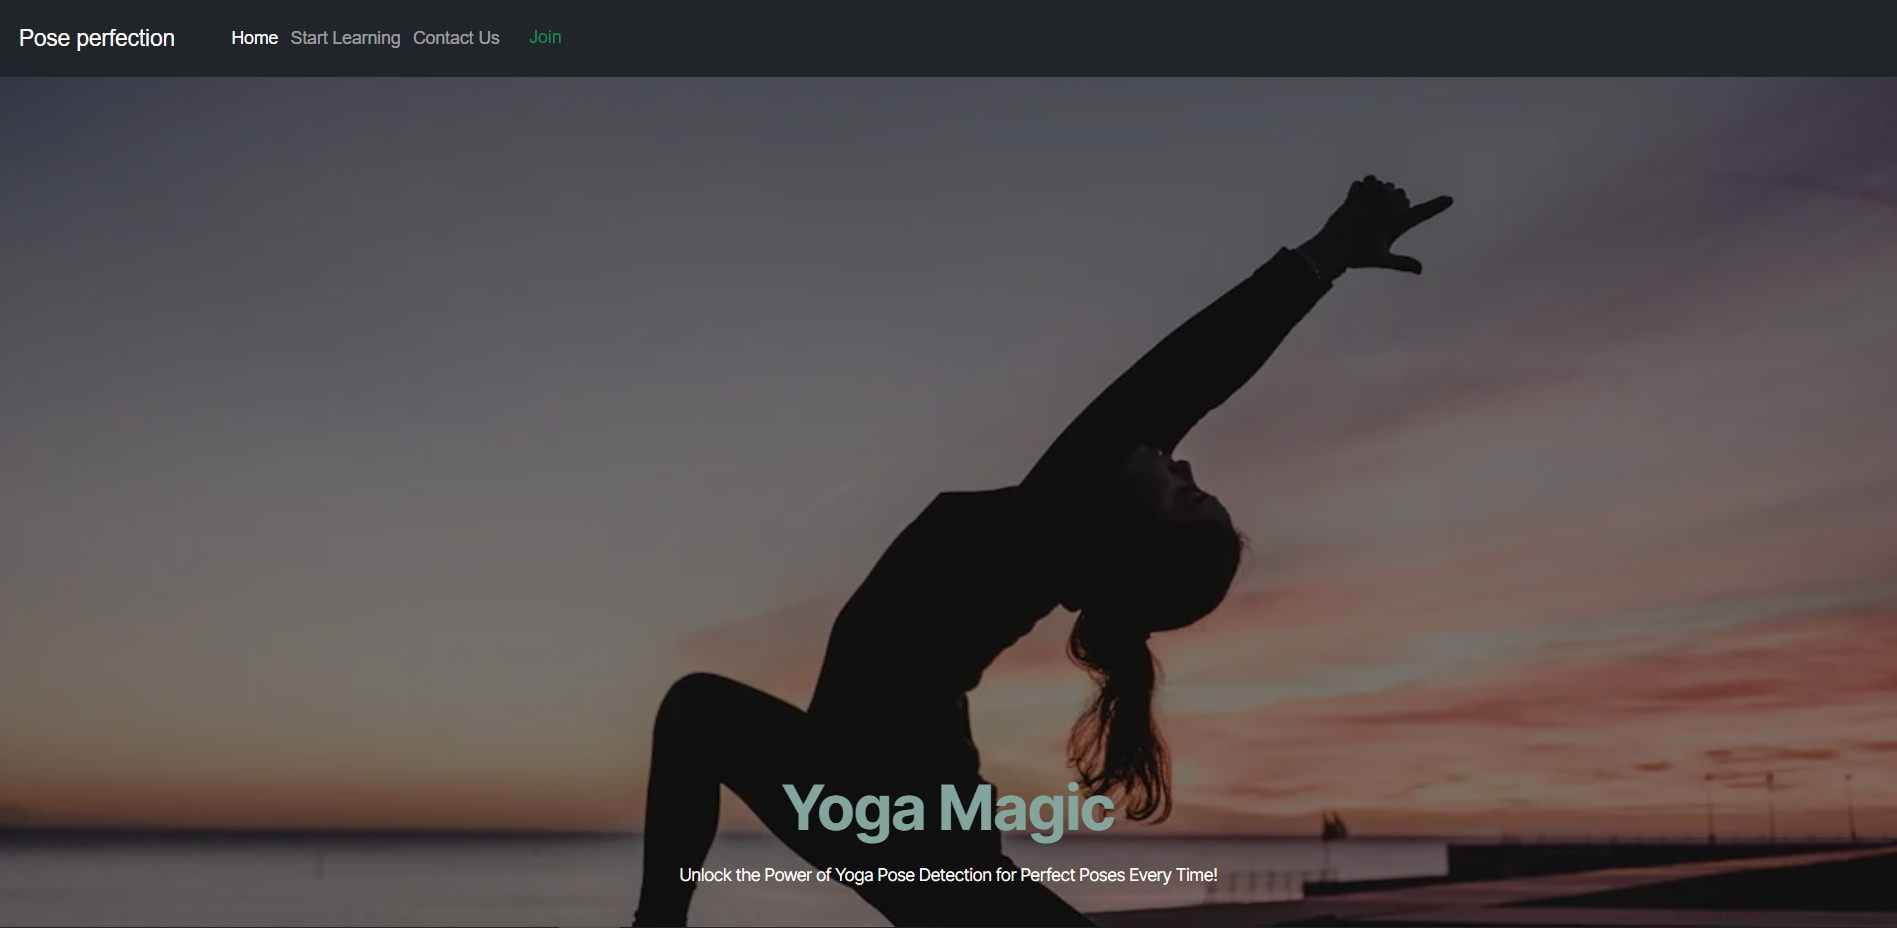 Pose perfection Home Start Learning Contact Us Join
Yoga Magic
Unlock the Power of Yoga Pose Detection for Perfect Poses Every Time!